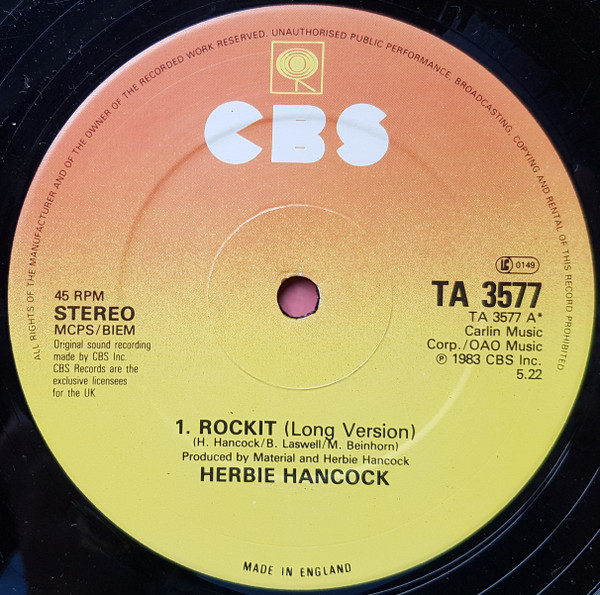 ALL RIGHTS OF THE MANUFACTURER AND OF THE OWNER OF THE RECORDED WORK RESERVED. UNAUTHORISED PUBLIC PERFORMANCE, BROADCASTING, COPYING AND RENTAL OF THIS RECORD PROHIBITED
CBS
LC 0149
45 RPM
STEREO
MCPS/BIEM
Original sound recording
made by CBS Inc.
CBS Records are the
exclusive licensees
for the UK
TA 3577
TA 3577 A*
Carlin Music
Corp./OAO Music
℗ 1983 CBS Inc.
5.22
1. ROCKIT (Long Version)
(H. Hancock/B. Laswell/M. Beinhorn)
Produced by Material and Herbie Hancock
HERBIE HANCOCK
MADE IN ENGLAND